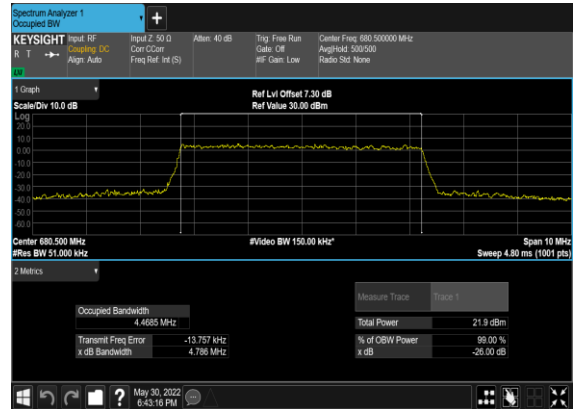 Spectrum Analyzer 1
Occupied BW
+
KEYSIGHT Input: RF Input Z: 50 Ω Atten: 40 dB Trig: Free Run Center Freq: 680.500000 MHz
R T Coupling: DC Corr CCorr Gate: Off Avg|Hold: 500/500
Align: Auto Freq Ref: Int (S) #IF Gain: Low Radio Std: None
1 Graph
Ref Lvl Offset 7.30 dB
Scale/Div 10.0 dB Ref Value 30.00 dBm
Log
20.0
10.0
0.00
-10.0
-20.0
-30.0
-40.0
-50.0
-60.0
Center 680.500 MHz #Video BW 150.00 kHz* Span 10 MHz
#Res BW 51.000 kHz Sweep 4.80 ms (1001 pts)
2 Metrics
Measure Trace Trace 1
Occupied Bandwidth
4.4685 MHz Total Power 21.9 dBm
Transmit Freq Error -13.757 kHz % of OBW Power 99.00 %
x dB Bandwidth 4.786 MHz x dB -26.00 dB
? May 30, 2022
6:43:16 PM